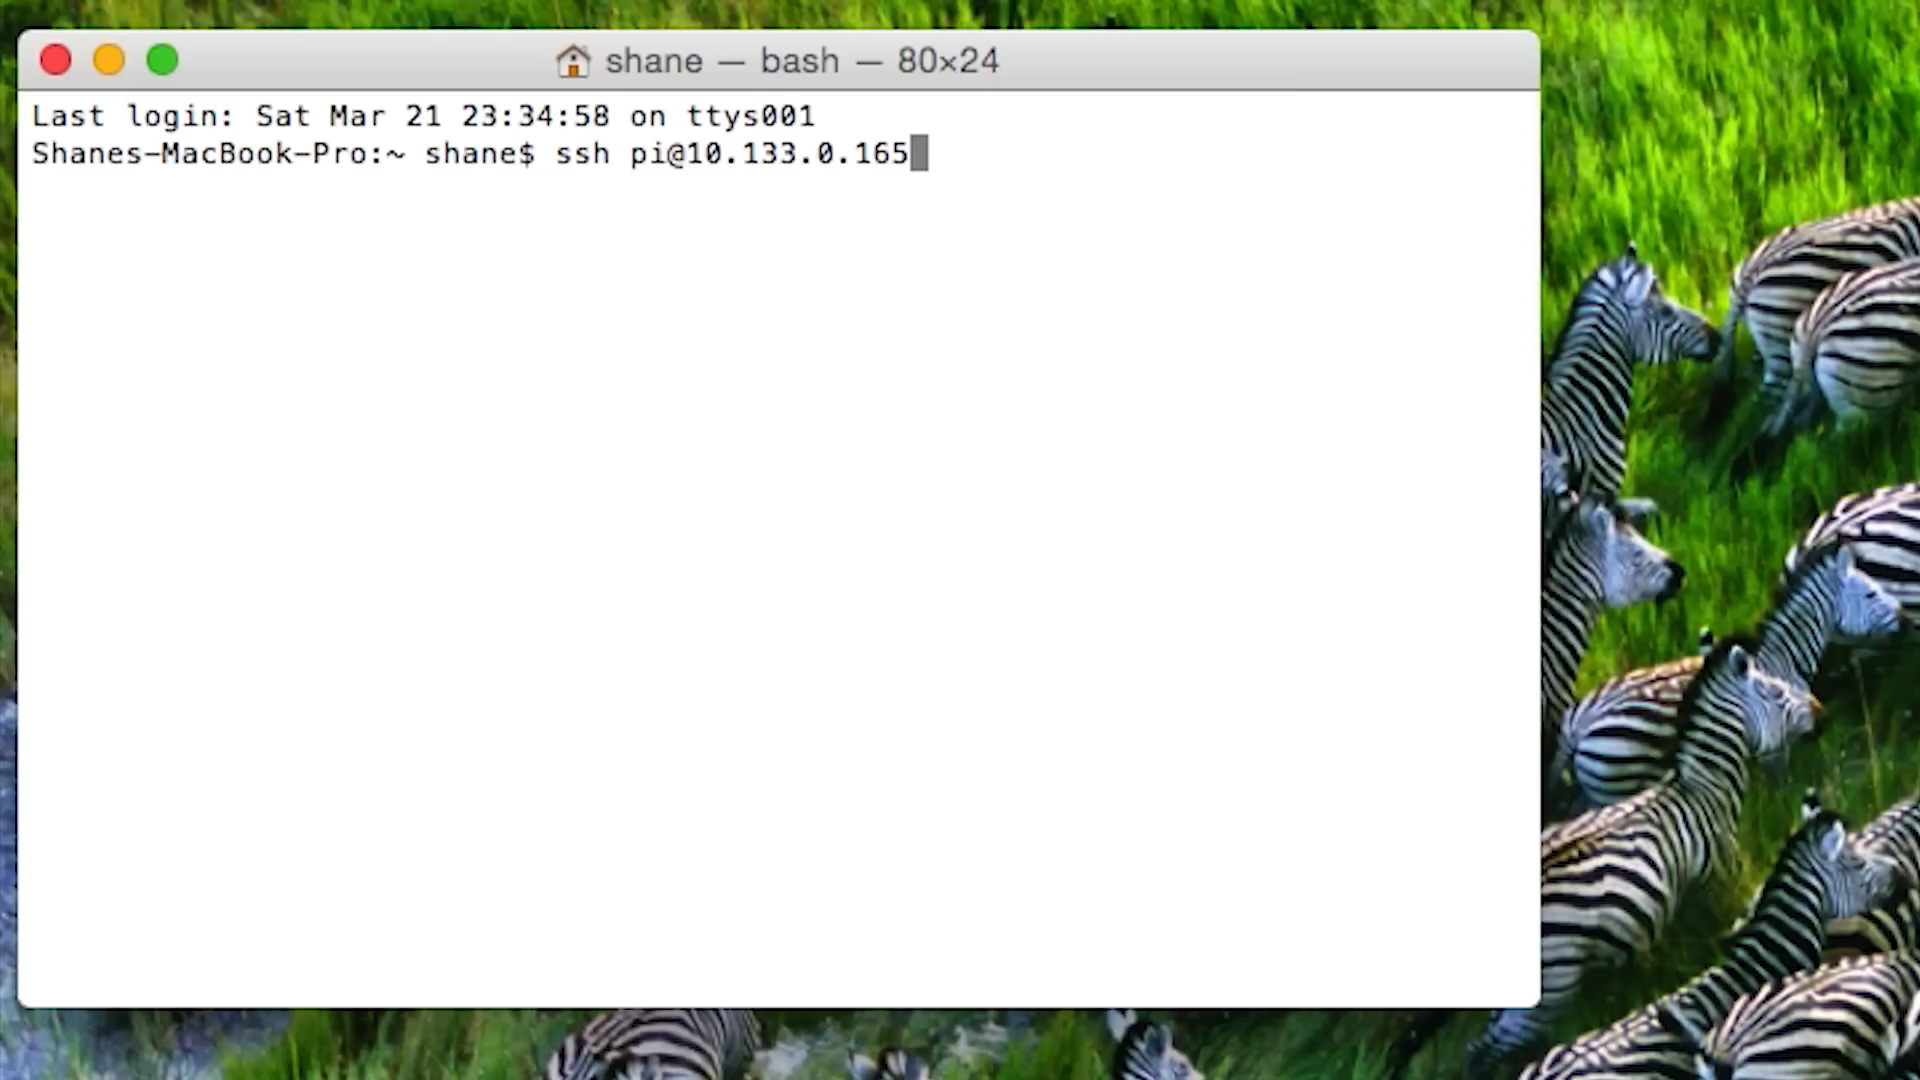 shane — bash — 80×24
Last login: Sat Mar 21 23:34:58 on ttys001
Shanes-MacBook-Pro:~ shane$ ssh pi@10.133.0.165